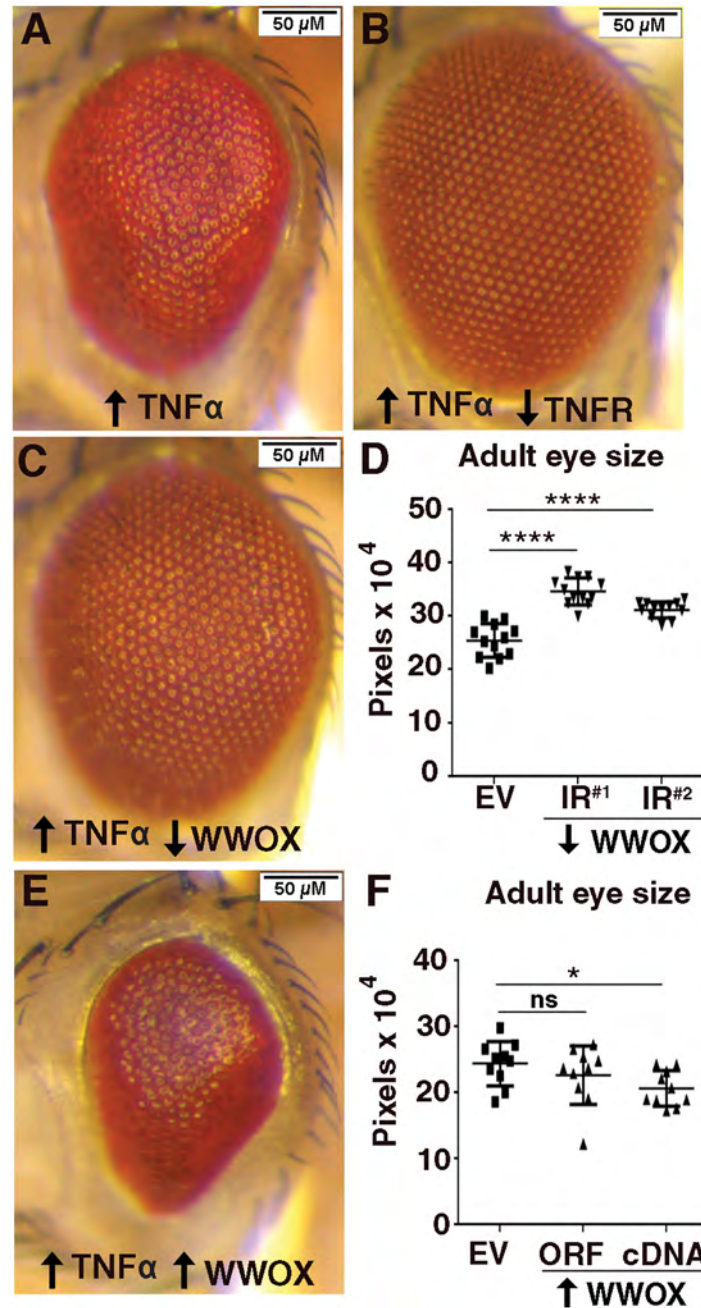 A
50 µM
↑ TNFα
B
50 µM
↑ TNFα ↓ TNFR
C
50 µM
↑ TNFα ↓ WWOX
D
Adult eye size
Pixels x 10⁴
50
40
30
20
10
0
****
****
EV IR#1 IR#2
↓ WWOX
E
50 µM
↑ TNFα ↑ WWOX
F
Adult eye size
Pixels x 10⁴
40
30
20
10
0
*
ns
EV ORF cDNA
↑ WWOX